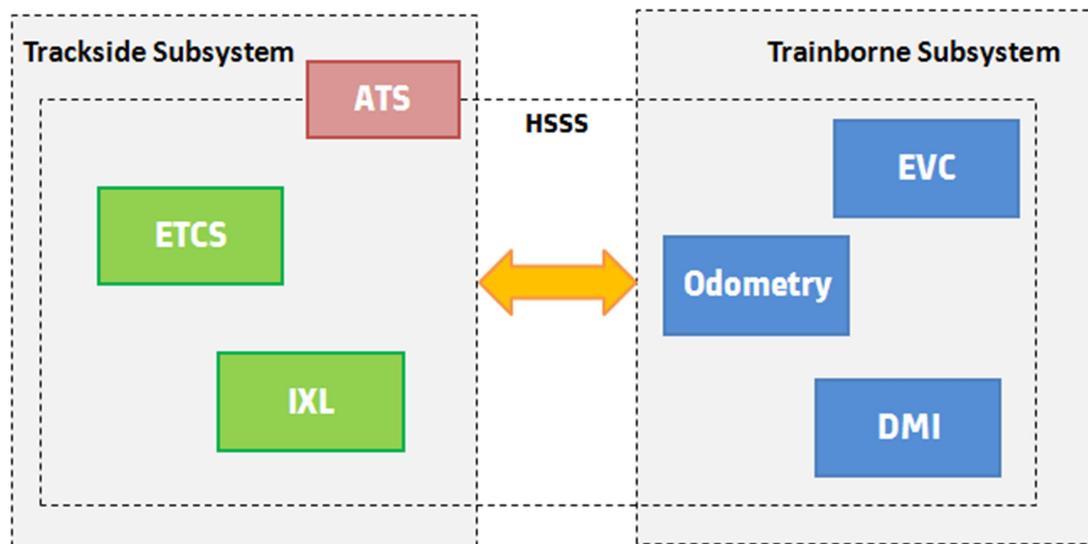 Trackside Subsystem
Trainborne Subsystem
ATS
HSSS
EVC
ETCS
Odometry
IXL
DMI